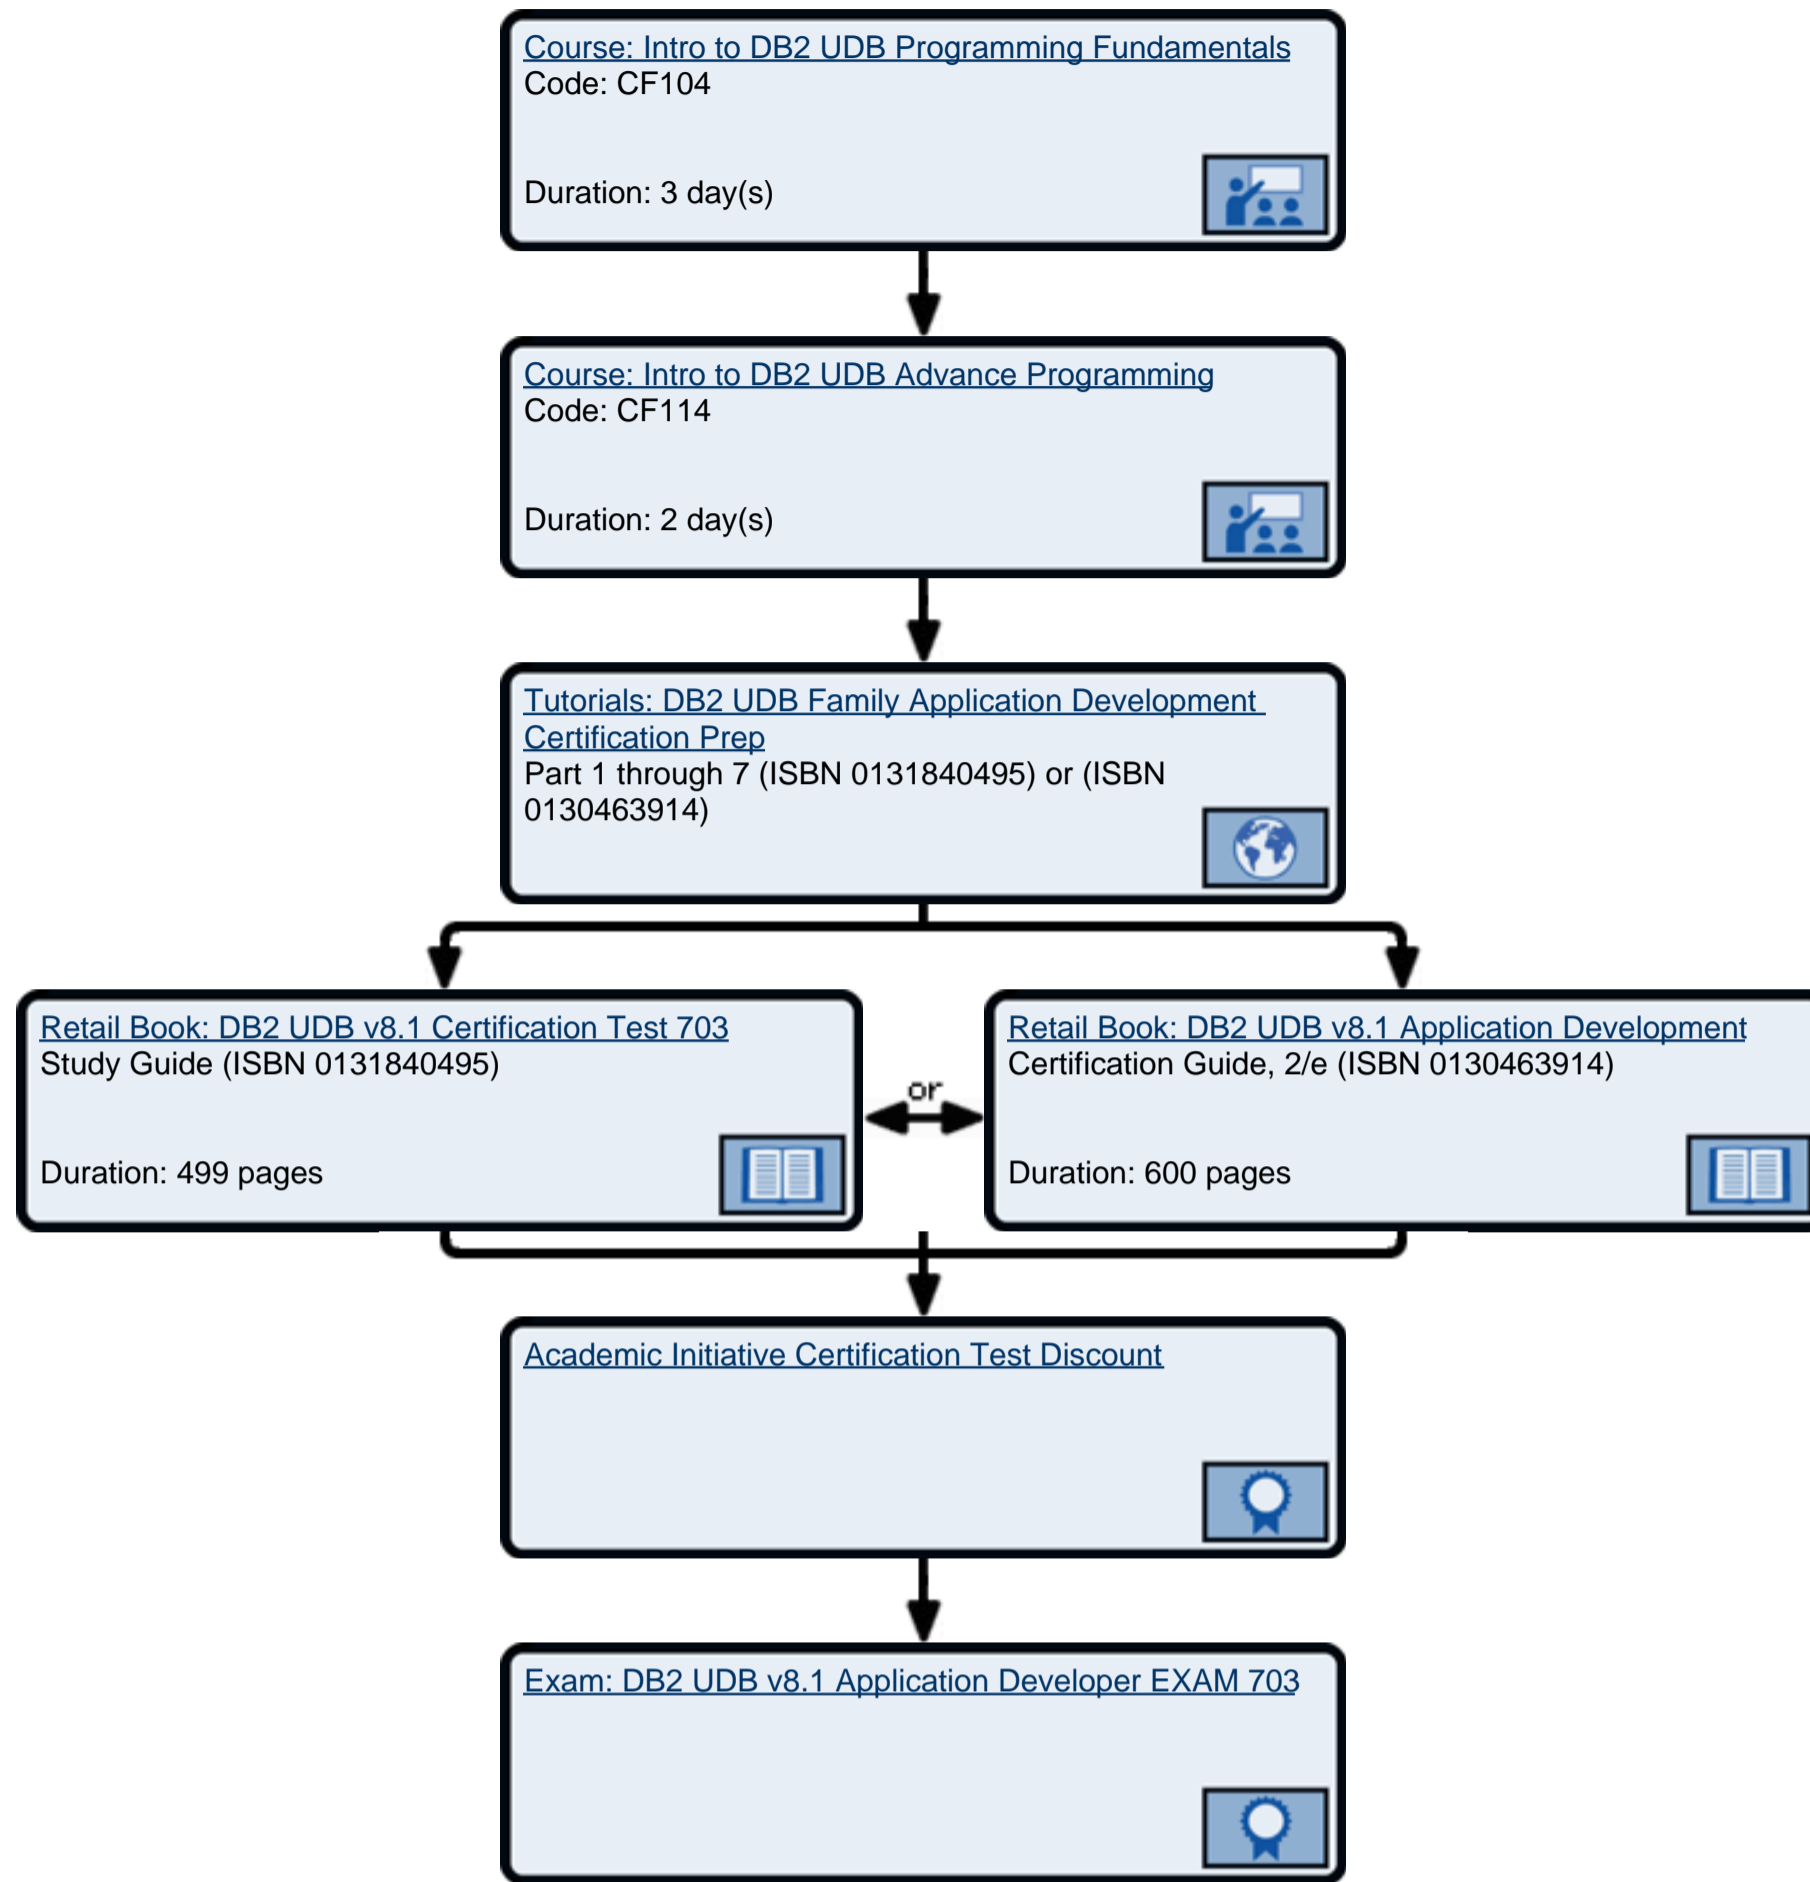 Course: Intro to DB2 UDB Programming Fundamentals
Code: CF104
Duration: 3 day(s)
Course: Intro to DB2 UDB Advance Programming
Code: CF114
Duration: 2 day(s)
Tutorials: DB2 UDB Family Application Development
Certification Prep
Part 1 through 7 (ISBN 0131840495) or (ISBN
0130463914)
Retail Book: DB2 UDB v8.1 Certification Test 703
Study Guide (ISBN 0131840495)
Duration: 499 pages
or
Retail Book: DB2 UDB v8.1 Application Development
Certification Guide, 2/e (ISBN 0130463914)
Duration: 600 pages
Academic Initiative Certification Test Discount
Exam: DB2 UDB v8.1 Application Developer EXAM 703